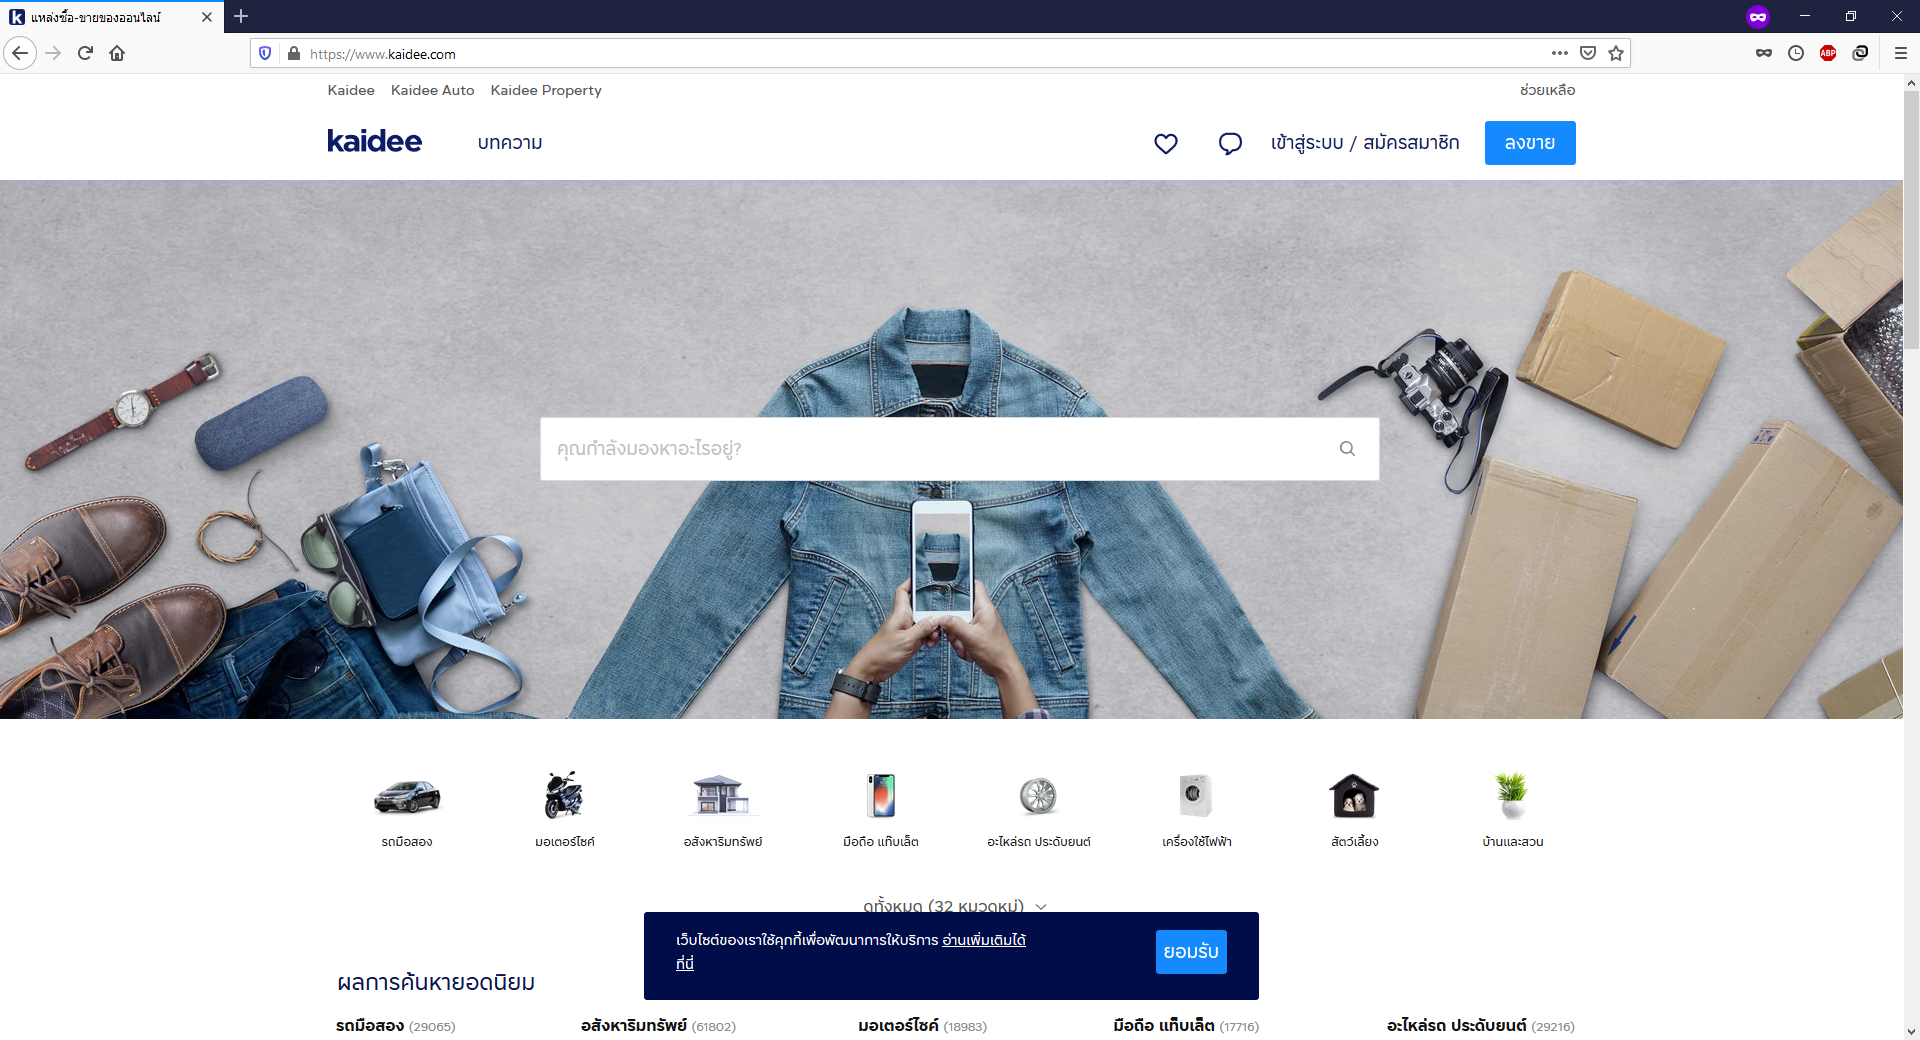 แหล่งซื้อ-ขายของออนไลน์
https://www.kaidee.com
ABP
Kaidee Kaidee Auto Kaidee Property ช่วยเหลือ
kaidee บทความ เข้าสู่ระบบ / สมัครสมาชิก ลงขาย
คุณกำลังมองหาอะไรอยู่?
รถมือสอง มอเตอร์ไซค์ อสังหาริมทรัพย์ มือถือ แท็บเล็ต อะไหล่รถ ประดับยนต์ เครื่องใช้ไฟฟ้า สัตว์เลี้ยง บ้านและสวน
ดูทั้งหมด (32 หมวดหมู่)
เว็บไซต์ของเราใช้คุกกี้เพื่อพัฒนาการให้บริการ อ่านเพิ่มเติมได้
ที่นี่
ยอมรับ
ผลการค้นหายอดนิยม
รถมือสอง (29065) อสังหาริมทรัพย์ (61802) มอเตอร์ไซค์ (18983) มือถือ แท็บเล็ต (17716) อะไหล่รถ ประดับยนต์ (29216)